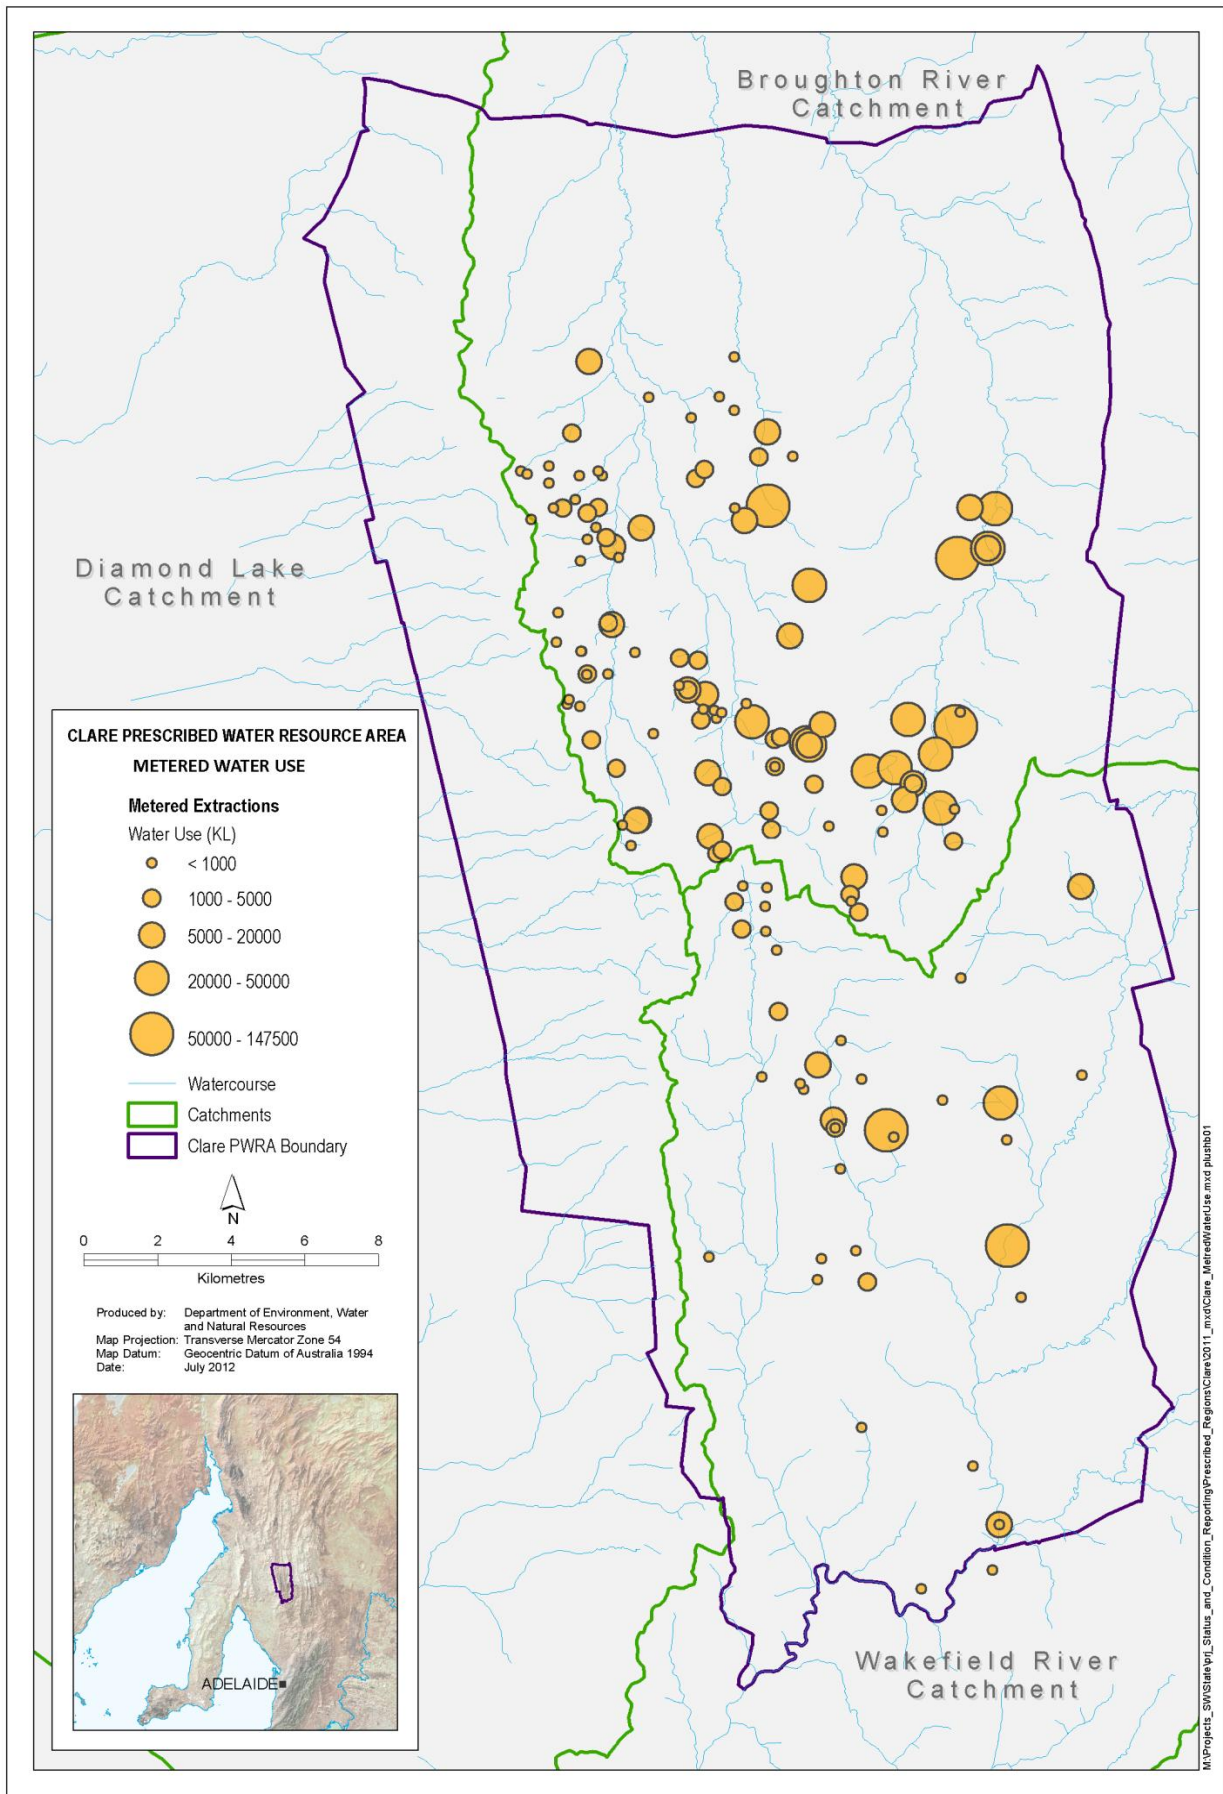 Broughton River
Catchment
Diamond Lake
Catchment
CLARE PRESCRIBED WATER RESOURCE AREA
METERED WATER USE
Metered Extractions
Water Use (KL)
< 1000
1000 - 5000
5000 - 20000
20000 - 50000
50000 - 147500
Watercourse
Catchments
Clare PWRA Boundary
N
0 2 4 6 8
Kilometres
Produced by: Department of Environment, Water
and Natural Resources
Map Projection: Transverse Mercator Zone 54
Map Datum: Geocentric Datum of Australia 1994
Date: July 2012
ADELAIDE
Wakefield River
Catchment
M:\Projects_SW\State\prj_Status_and_Condition_Reporting\Prescribed_Regions\Clare\2011_mxd\Clare_MetredWaterUse.mxd plushb01